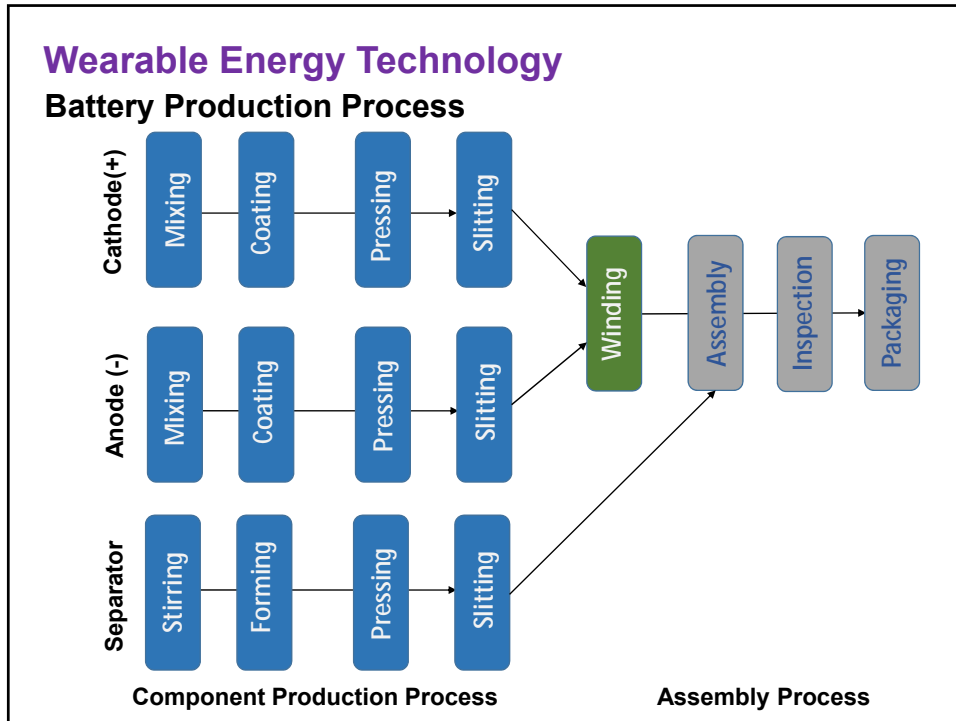 Wearable Energy Technology
Battery Production Process
Cathode(+)
Mixing
Coating
Pressing
Slitting
Anode (-)
Mixing
Coating
Pressing
Slitting
Separator
Stirring
Forming
Pressing
Slitting
Winding
Assembly
Inspection
Packaging
Component Production Process
Assembly Process